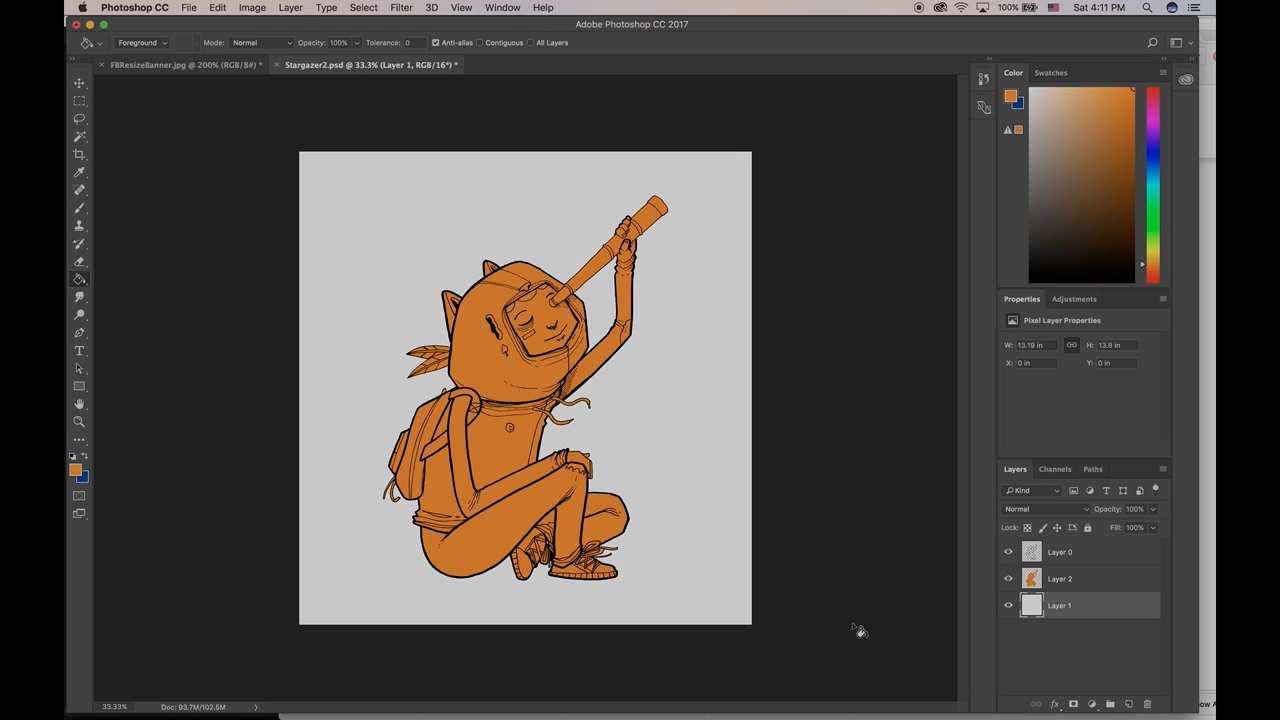 Photoshop CC File Edit Image Layer Type Select Filter 3D View Window Help 100% Sat 4:11 PM
Adobe Photoshop CC 2017
Foreground Mode: Normal Opacity: 100% Tolerance: 0 Anti-alias Contiguous All Layers
FBResizeBanner.jpg @ 200% (RGB/8#) * Stargazer2.psd @ 33.3% (Layer 1, RGB/16*) *
Color Swatches
Properties Adjustments
Pixel Layer Properties
W: 13.19 in H: 13.8 in
X: 0 in Y: 0 in
Layers Channels Paths
Kind
Normal Opacity: 100%
Lock: Fill: 100%
Layer 0
Layer 2
Layer 1
33.33% Doc: 93.7M/102.5M